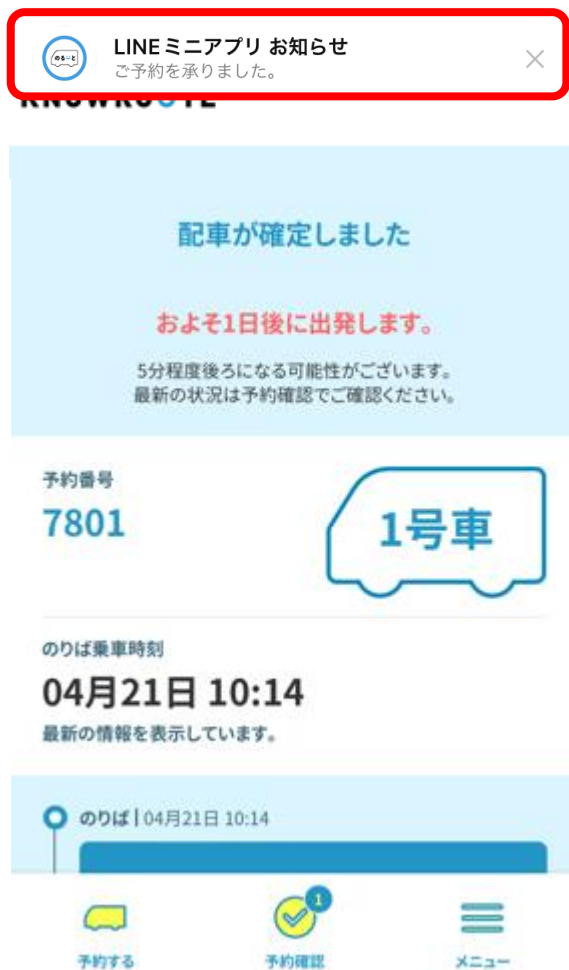 のるーと
LINEミニアプリ お知らせ
ご予約を承りました。
配車が確定しました
およそ1日後に出発します。
5分程度後ろになる可能性がございます。
最新の状況は予約確認でご確認ください。
予約番号
7801
1号車
のりば乗車時刻
04月21日 10:14
最新の情報を表示しています。
のりば | 04月21日 10:14
1
予約する
予約確認
メニュー